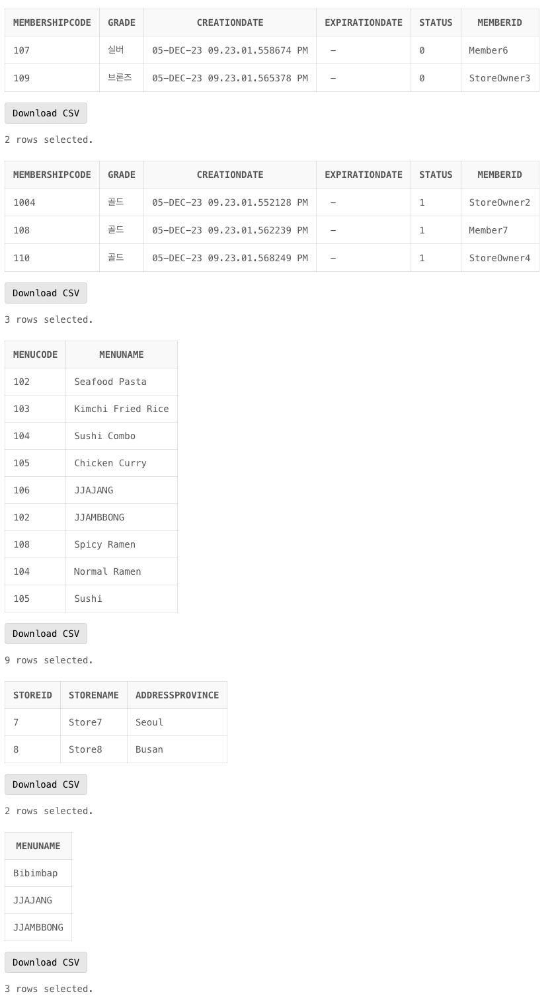 MEMBERSHIPCODE GRADE CREATIONDATE EXPIRATIONDATE STATUS MEMBERID
107 실버 05-DEC-23 09.23.01.558674 PM - 0 Member6
109 브론즈 05-DEC-23 09.23.01.565378 PM - 0 StoreOwner3
Download CSV
2 rows selected.
MEMBERSHIPCODE GRADE CREATIONDATE EXPIRATIONDATE STATUS MEMBERID
1004 골드 05-DEC-23 09.23.01.552128 PM - 1 StoreOwner2
108 골드 05-DEC-23 09.23.01.562239 PM - 1 Member7
110 골드 05-DEC-23 09.23.01.568249 PM - 1 StoreOwner4
Download CSV
3 rows selected.
MENUCODE MENUNAME
102 Seafood Pasta
103 Kimchi Fried Rice
104 Sushi Combo
105 Chicken Curry
106 JJAJANG
102 JJAMBBONG
108 Spicy Ramen
104 Normal Ramen
105 Sushi
Download CSV
9 rows selected.
STOREID STORENAME ADDRESSPROVINCE
7 Store7 Seoul
8 Store8 Busan
Download CSV
2 rows selected.
MENUNAME
Bibimbap
JJAJANG
JJAMBBONG
Download CSV
3 rows selected.